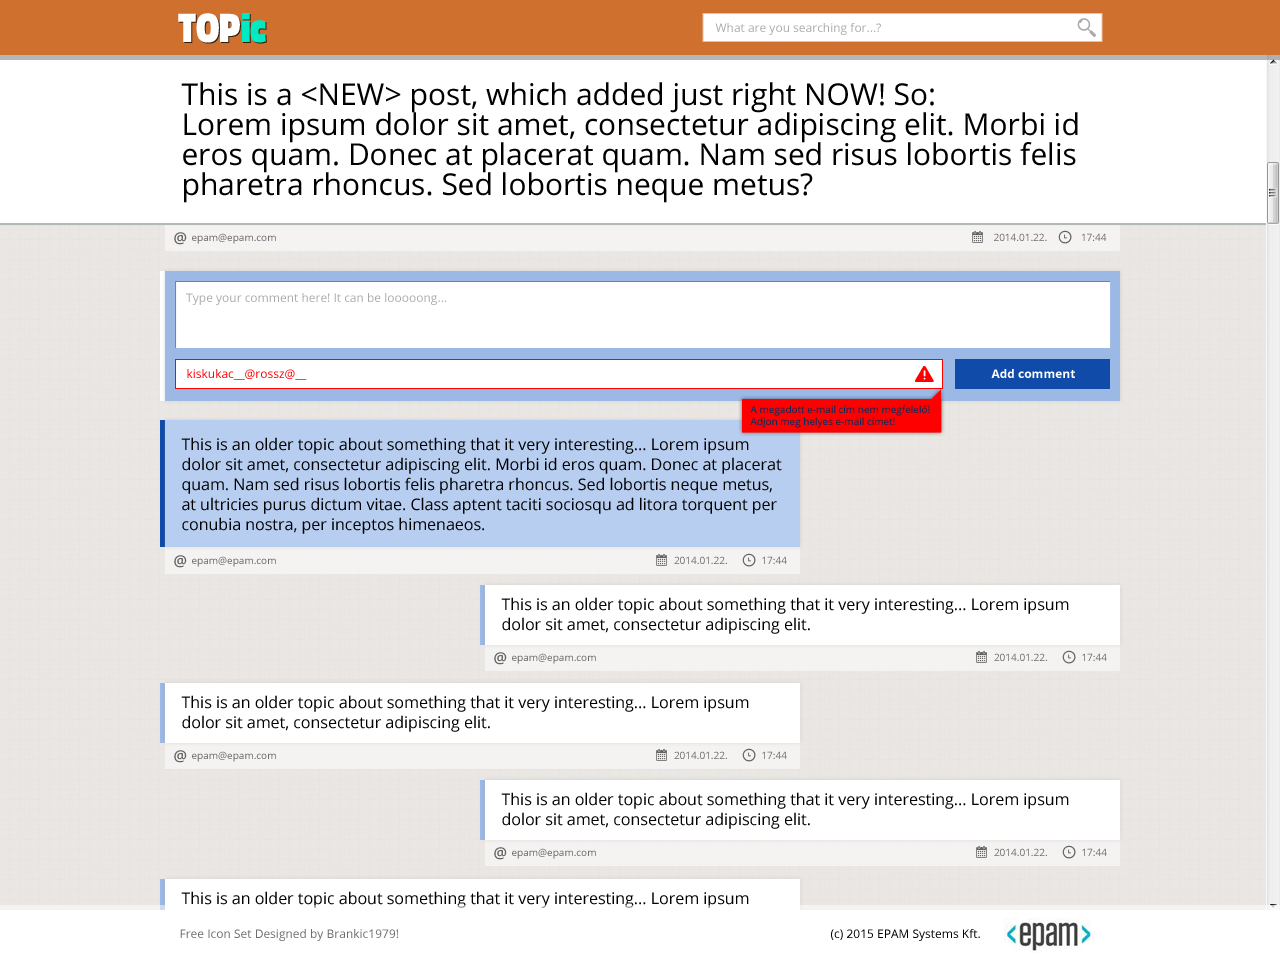 TOPic
What are you searching for...?
This is a <NEW> post, which added just right NOW! So:
Lorem ipsum dolor sit amet, consectetur adipiscing elit. Morbi id
eros quam. Donec at placerat quam. Nam sed risus lobortis felis
pharetra rhoncus. Sed lobortis neque metus?
@ epam@epam.com 2014.01.22. 17:44
Type your comment here! It can be looooong...
kiskukac__@rossz@__
Add comment
A megadott e-mail cím nem megfelelő!
Adjon meg helyes e-mail címet!
This is an older topic about something that it very interesting... Lorem ipsum
dolor sit amet, consectetur adipiscing elit. Morbi id eros quam. Donec at placerat
quam. Nam sed risus lobortis felis pharetra rhoncus. Sed lobortis neque metus,
at ultricies purus dictum vitae. Class aptent taciti sociosqu ad litora torquent per
conubia nostra, per inceptos himenaeos.
@ epam@epam.com 2014.01.22. 17:44
This is an older topic about something that it very interesting... Lorem ipsum
dolor sit amet, consectetur adipiscing elit.
@ epam@epam.com 2014.01.22. 17:44
This is an older topic about something that it very interesting... Lorem ipsum
dolor sit amet, consectetur adipiscing elit.
@ epam@epam.com 2014.01.22. 17:44
This is an older topic about something that it very interesting... Lorem ipsum
dolor sit amet, consectetur adipiscing elit.
@ epam@epam.com 2014.01.22. 17:44
This is an older topic about something that it very interesting... Lorem ipsum
Free Icon Set Designed by Brankic1979!
(c) 2015 EPAM Systems Kft.
<epam>